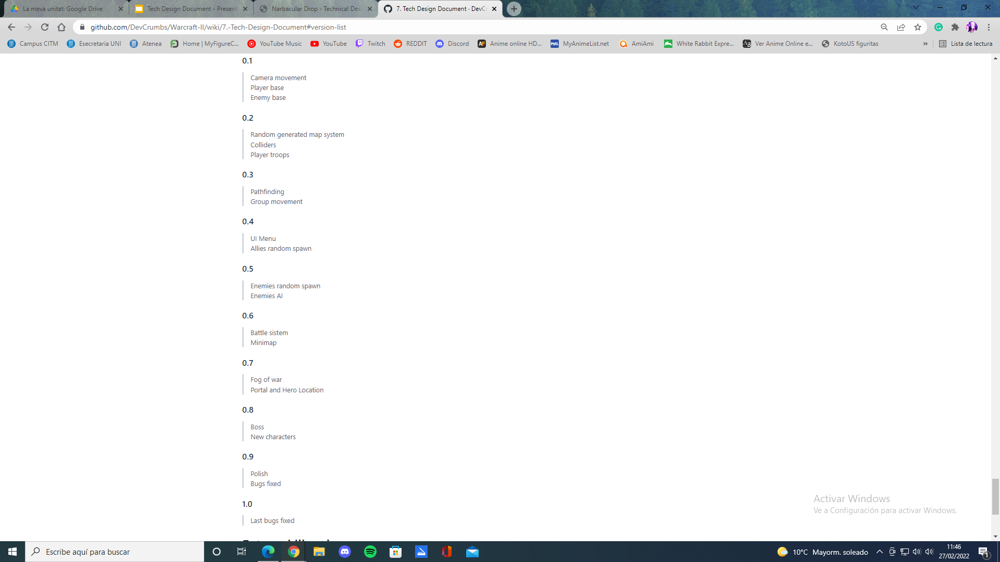 La meva unitat: Google Drive
Tech Design Document - Present
Narbacular Drop - Technical Des
7. Tech Design Document · DevCr
github.com/DevCrumbs/Warcraft-II/wiki/7.-Tech-Design-Document#version-list
Campus CITM
Esecretaria UNI
Atenea
Home | MyFigureC...
YouTube Music
YouTube
Twitch
REDDIT
Discord
Anime online HD...
MyAnimeList.net
AmiAmi
White Rabbit Expre...
Ver Anime Online e...
KotoUS figuritas
»
Lista de lectura
0.1
Camera movement
Player base
Enemy base
0.2
Random generated map system
Colliders
Player troops
0.3
Pathfinding
Group movement
0.4
UI Menu
Allies random spawn
0.5
Enemies random spawn
Enemies AI
0.6
Battle sistem
Minimap
0.7
Fog of war
Portal and Hero Location
0.8
Boss
New characters
0.9
Polish
Bugs fixed
1.0
Last bugs fixed
Activar Windows
Ve a Configuración para activar Windows.
Escribe aquí para buscar
10°C Mayorm. soleado
11:46
27/02/2022
1